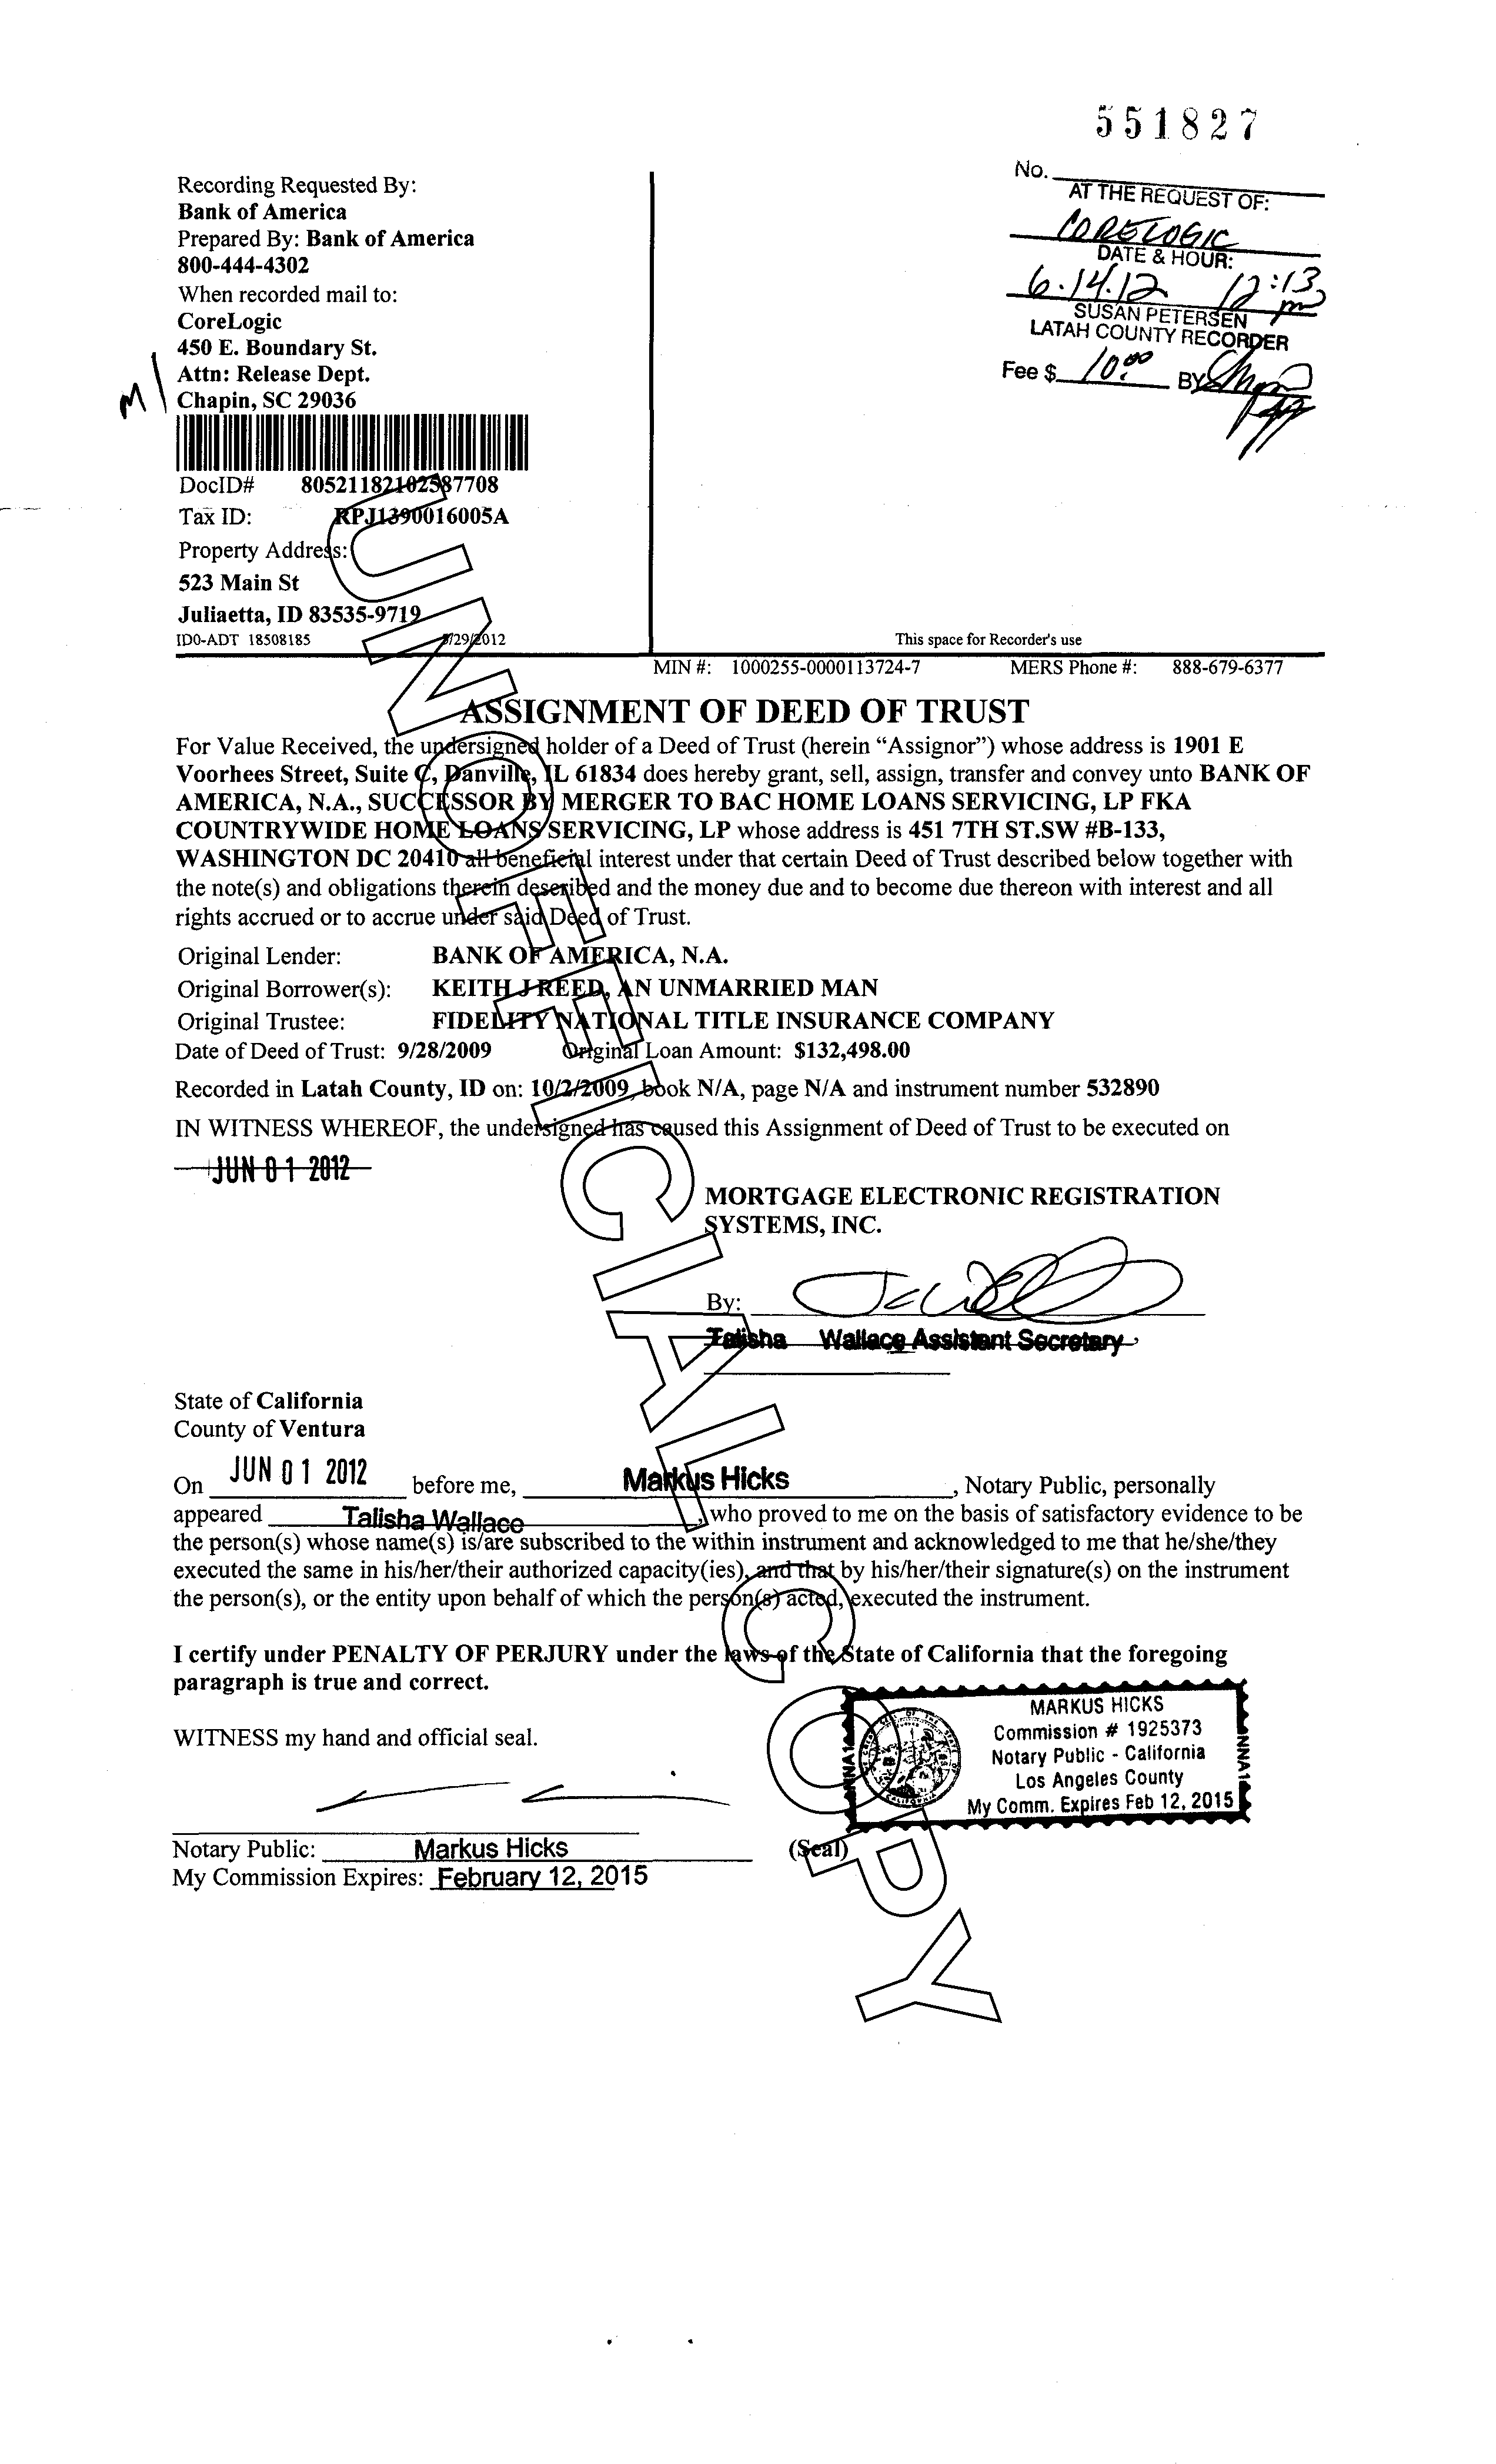 551827
No.
AT THE REQUEST OF:
CORELOGIC
DATE & HOUR:
6.14.12 12:13 pm
SUSAN PETERSEN
LATAH COUNTY RECORDER
Fee $ 10.00 BY
Recording Requested By:
Bank of America
Prepared By: Bank of America
800-444-4302
When recorded mail to:
CoreLogic
450 E. Boundary St.
Attn: Release Dept.
M
Chapin, SC 29036
DocID# 80521182102587708
Tax ID: RPJ1390016005A
Property Address:
523 Main St
Juliaetta, ID 83535-9719
ID0-ADT 18508185 5/29/2012
This space for Recorder's use
MIN #: 1000255-0000113724-7 MERS Phone #: 888-679-6377
ASSIGNMENT OF DEED OF TRUST
For Value Received, the undersigned holder of a Deed of Trust (herein “Assignor”) whose address is 1901 E
Voorhees Street, Suite C, Danville, IL 61834 does hereby grant, sell, assign, transfer and convey unto BANK OF
AMERICA, N.A., SUCCESSOR BY MERGER TO BAC HOME LOANS SERVICING, LP FKA
COUNTRYWIDE HOME LOANS SERVICING, LP whose address is 451 7TH ST.SW #B-133,
WASHINGTON DC 20410 all beneficial interest under that certain Deed of Trust described below together with
the note(s) and obligations therein described and the money due and to become due thereon with interest and all
rights accrued or to accrue under said Deed of Trust.
Original Lender: BANK OF AMERICA, N.A.
Original Borrower(s): KEITH J REED, AN UNMARRIED MAN
Original Trustee: FIDELITY NATIONAL TITLE INSURANCE COMPANY
Date of Deed of Trust: 9/28/2009 Original Loan Amount: $132,498.00
Recorded in Latah County, ID on: 10/2/2009, book N/A, page N/A and instrument number 532890
IN WITNESS WHEREOF, the undersigned has caused this Assignment of Deed of Trust to be executed on
JUN 01 2012
MORTGAGE ELECTRONIC REGISTRATION
SYSTEMS, INC.
By:
Talisha Wallace Assistant Secretary
State of California
County of Ventura
On JUN 01 2012 before me, Markus Hicks, Notary Public, personally
appeared Talisha Wallace, who proved to me on the basis of satisfactory evidence to be
the person(s) whose name(s) is/are subscribed to the within instrument and acknowledged to me that he/she/they
executed the same in his/her/their authorized capacity(ies), and that by his/her/their signature(s) on the instrument
the person(s), or the entity upon behalf of which the person(s) acted, executed the instrument.
I certify under PENALTY OF PERJURY under the laws of the State of California that the foregoing
paragraph is true and correct.
WITNESS my hand and official seal.
MARKUS HICKS
Commission # 1925373
Notary Public - California
Los Angeles County
My Comm. Expires Feb 12, 2015
Notary Public: Markus Hicks (Seal)
My Commission Expires: February 12, 2015
UNOFFICIAL COPY